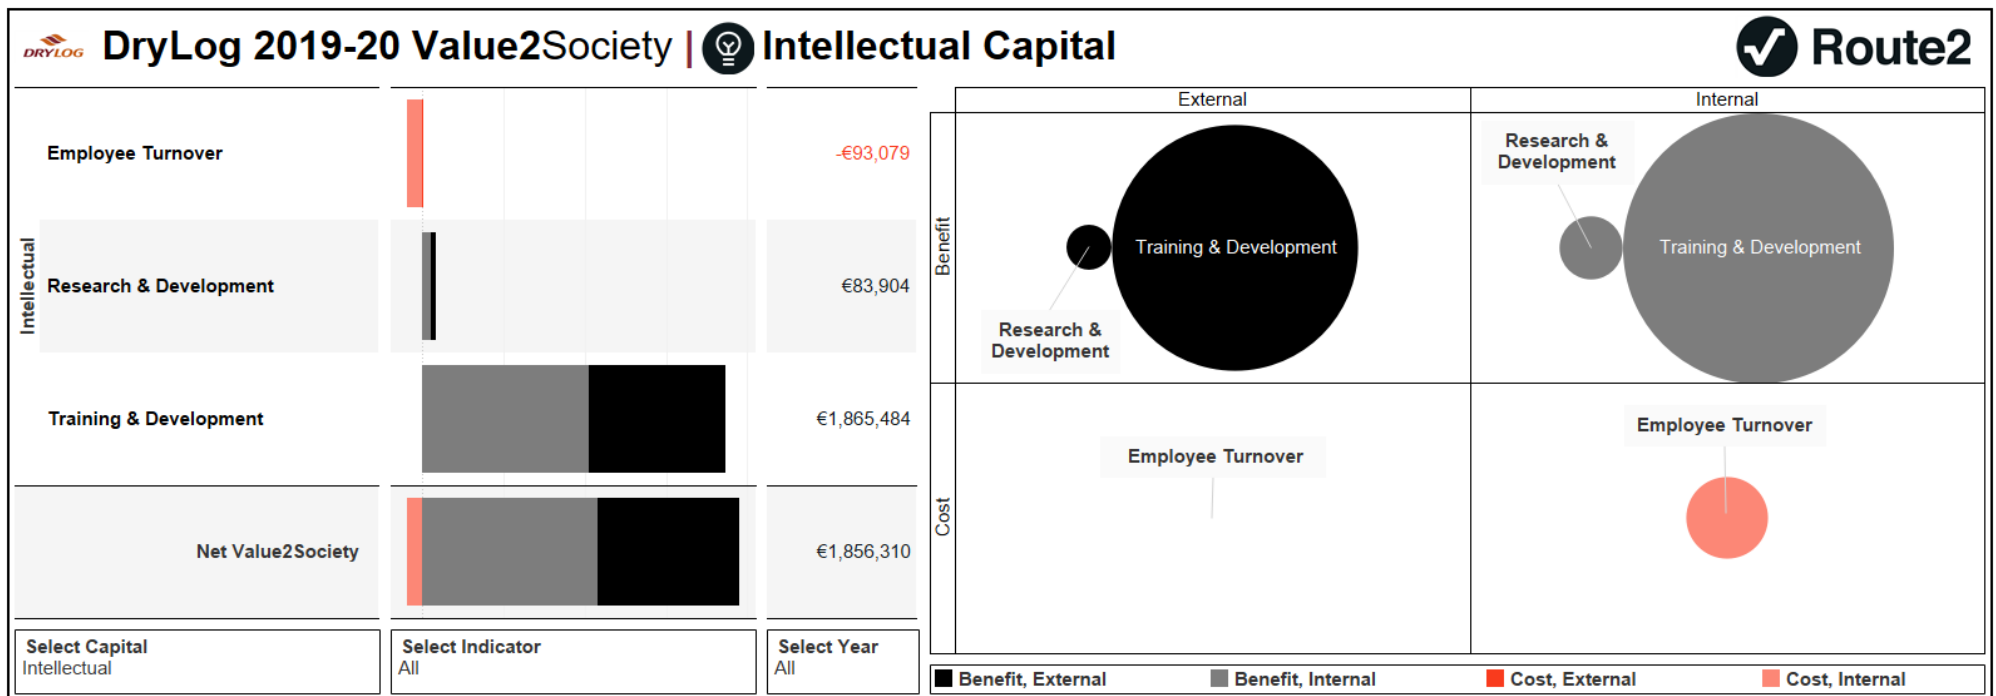 DRYLOG
DryLog 2019-20 Value2Society | Intellectual Capital
Route2
Intellectual
Employee Turnover
-€93,079
Research & Development
€83,904
Training & Development
€1,865,484
Net Value2Society
€1,856,310
Select Capital
Intellectual
Select Indicator
All
Select Year
All
External
Internal
Benefit
Research &
Development
Training & Development
Research &
Development
Training & Development
Cost
Employee Turnover
Employee Turnover
Benefit, External
Benefit, Internal
Cost, External
Cost, Internal